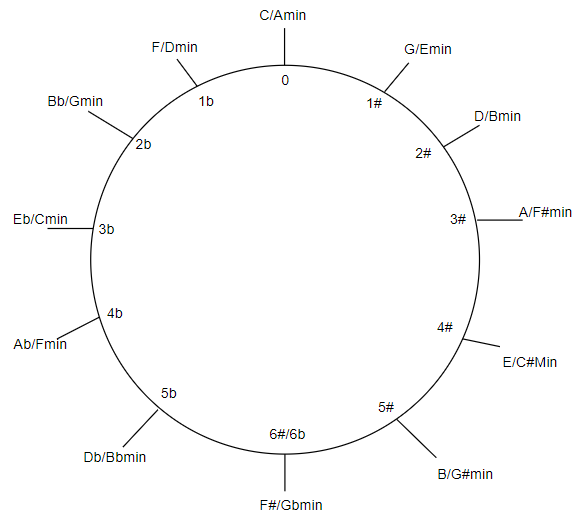 C/Amin
F/Dmin
G/Emin
0
Bb/Gmin
1b
1#
D/Bmin
2b
2#
Eb/Cmin
3b
3#
A/F#min
4b
4#
Ab/Fmin
E/C#Min
5b
5#
6#/6b
Db/Bbmin
B/G#min
F#/Gbmin